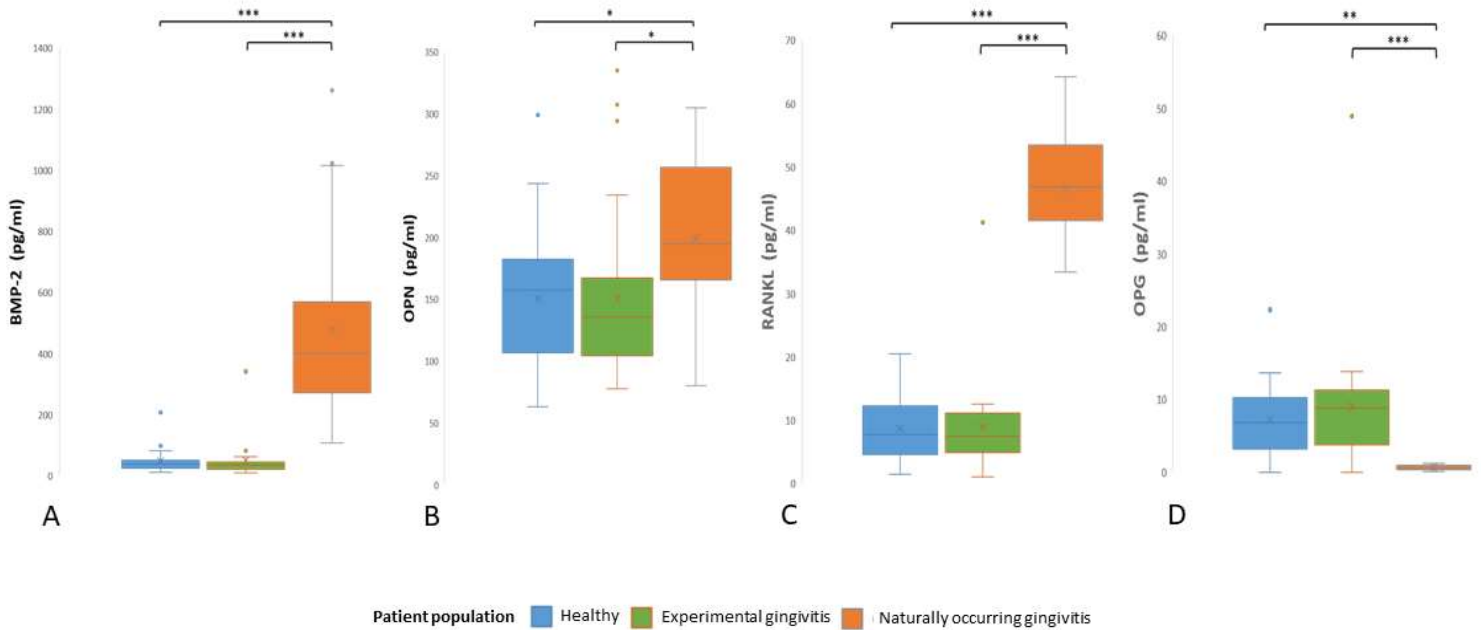 *** * *** **
*** * *** ***
1400
1200
1000
800
600
400
200
0
BMP-2 (pg/ml)
A
350
300
250
200
150
100
50
0
OPN (pg/ml)
B
70
60
50
40
30
20
10
0
RANKL (pg/ml)
C
60
50
40
30
20
10
0
OPG (pg/ml)
D
Patient population Healthy Experimental gingivitis Naturally occurring gingivitis